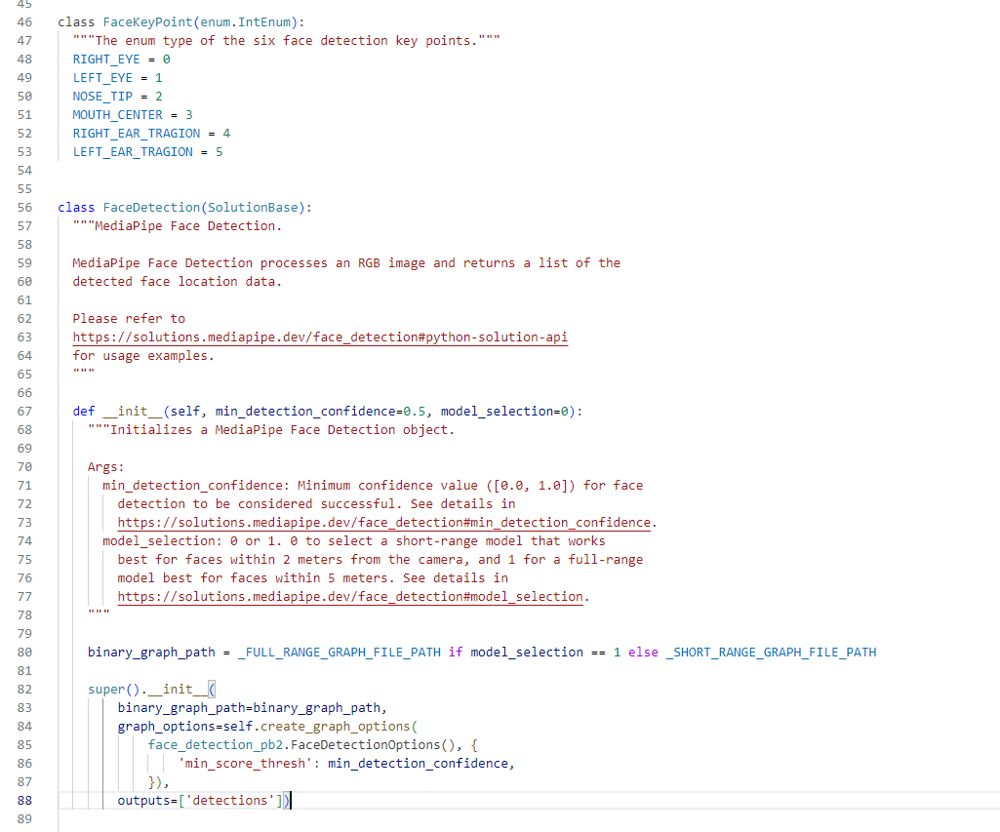 45
46 class FaceKeyPoint(enum.IntEnum):
47 """The enum type of the six face detection key points."""
48 RIGHT_EYE = 0
49 LEFT_EYE = 1
50 NOSE_TIP = 2
51 MOUTH_CENTER = 3
52 RIGHT_EAR_TRAGION = 4
53 LEFT_EAR_TRAGION = 5
54
55
56 class FaceDetection(SolutionBase):
57 """MediaPipe Face Detection.
58
59 MediaPipe Face Detection processes an RGB image and returns a list of the
60 detected face location data.
61
62 Please refer to
63 https://solutions.mediapipe.dev/face_detection#python-solution-api
64 for usage examples.
65 """
66
67 def __init__(self, min_detection_confidence=0.5, model_selection=0):
68 """Initializes a MediaPipe Face Detection object.
69
70 Args:
71 min_detection_confidence: Minimum confidence value ([0.0, 1.0]) for face
72 detection to be considered successful. See details in
73 https://solutions.mediapipe.dev/face_detection#min_detection_confidence.
74 model_selection: 0 or 1. 0 to select a short-range model that works
75 best for faces within 2 meters from the camera, and 1 for a full-range
76 model best for faces within 5 meters. See details in
77 https://solutions.mediapipe.dev/face_detection#model_selection.
78 """
79
80 binary_graph_path = _FULL_RANGE_GRAPH_FILE_PATH if model_selection == 1 else _SHORT_RANGE_GRAPH_FILE_PATH
81
82 super().__init__(
83 binary_graph_path=binary_graph_path,
84 graph_options=self.create_graph_options(
85 face_detection_pb2.FaceDetectionOptions(), {
86 'min_score_thresh': min_detection_confidence,
87 }),
88 outputs=['detections'])
89